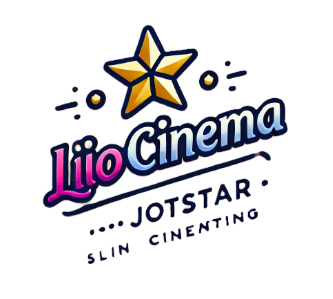 LiioCinema
.... JOTSTAR .
SLIN CINENTING